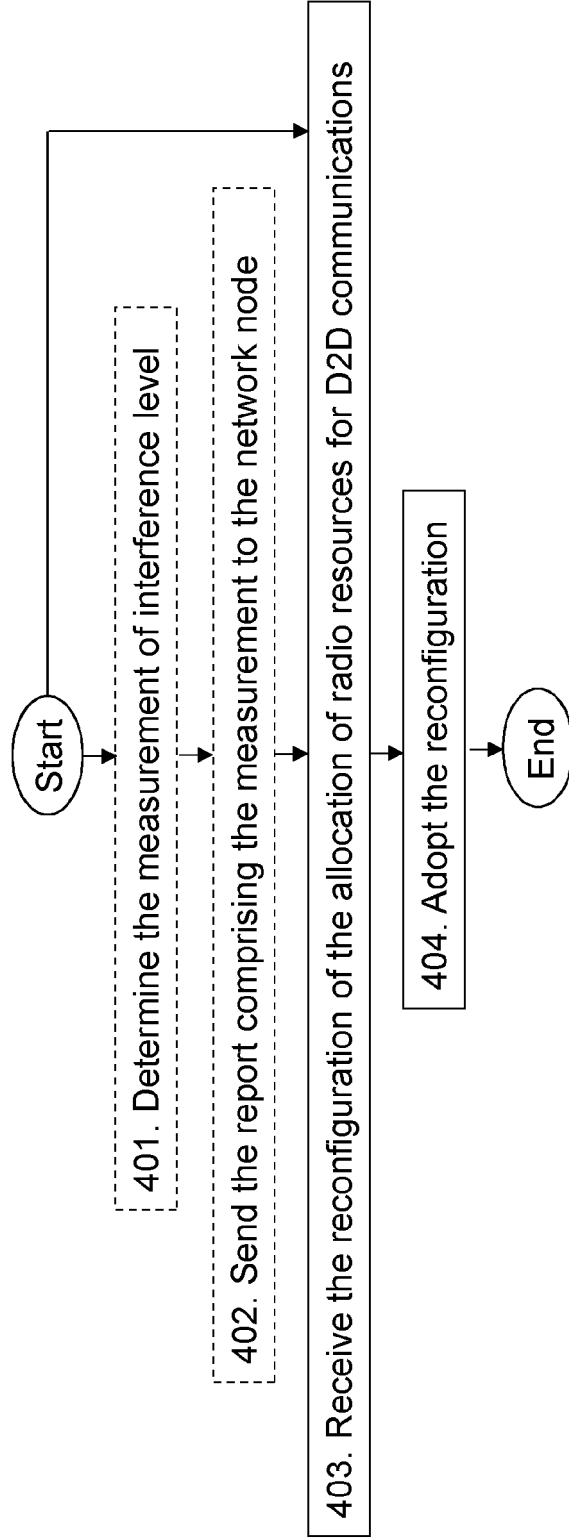 Start
401. Determine the measurement of interference level
402. Send the report comprising the measurement to the network node
403. Receive the reconfiguration of the allocation of radio resources for D2D communications
404. Adopt the reconfiguration
End